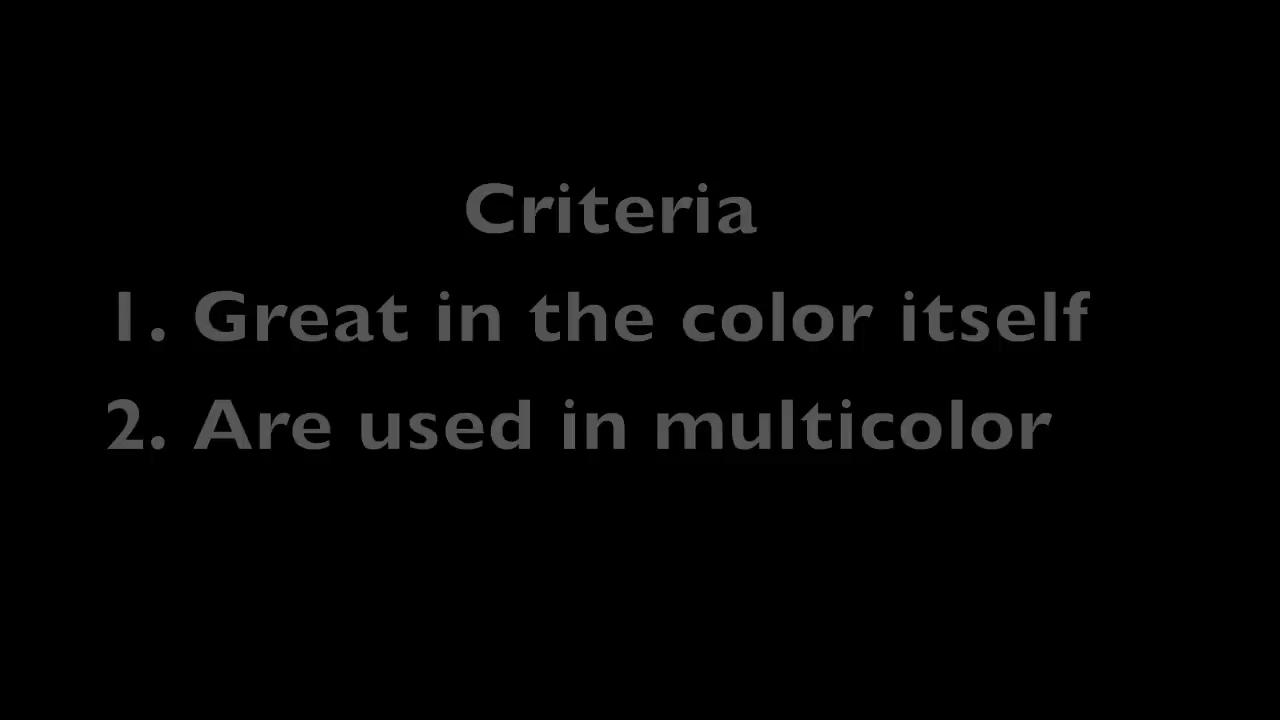 Criteria
1. Great in the color itself
2. Are used in multicolor